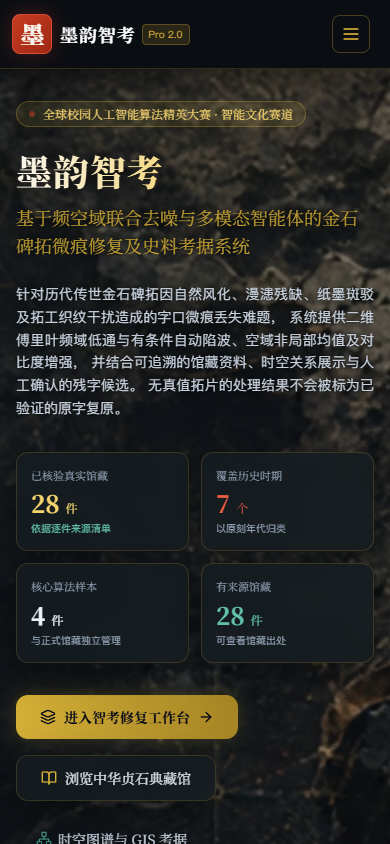 墨
墨韵智考
Pro 2.0
全球校园人工智能算法精英大赛 · 智能文化赛道
墨韵智考
基于频空域联合去噪与多模态智能体的金石
碑拓微痕修复及史料考据系统
针对历代传世金石碑拓因自然风化、漫漶残缺、纸墨斑驳
及拓工织纹干扰造成的字口微痕丢失难题， 系统提供二维
傅里叶频域低通与有条件自动陷波、空域非局部均值及对
比度增强， 并结合可追溯的馆藏资料、时空关系展示与人
工确认的残字候选。 无真值拓片的处理结果不会被标为已
验证的原字复原。
已核验真实馆藏
28 件
依据逐件来源清单
覆盖历史时期
7 个
以原刻年代归类
核心算法样本
4 件
与正式馆藏独立管理
有来源馆藏
28 件
可查看馆藏出处
进入智考修复工作台 →
浏览中华贞石典藏馆
时空图谱与 GIS 考据